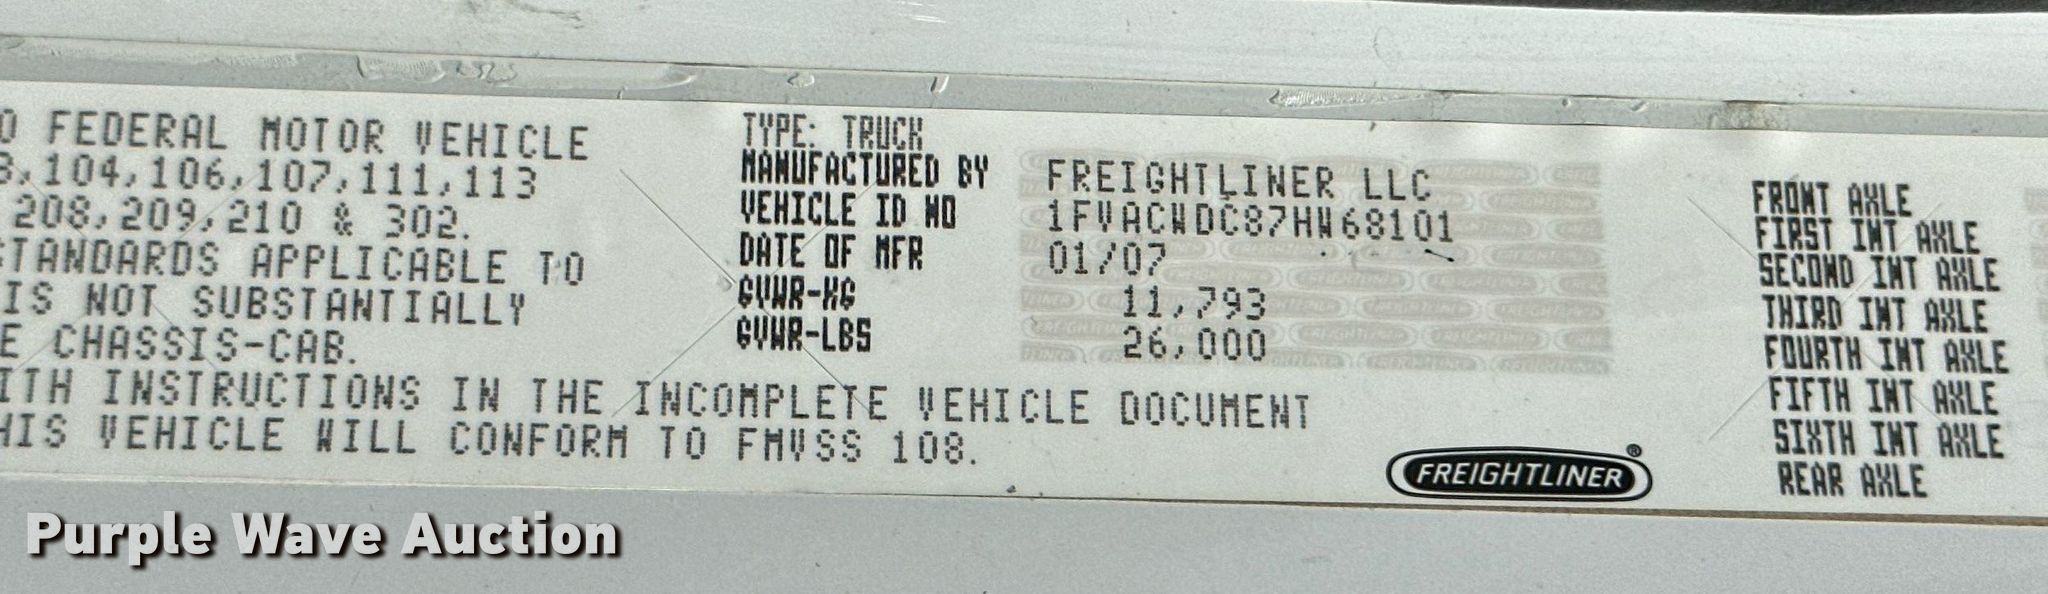 O FEDERAL MOTOR VEHICLE
3,104,106,107,111,113
208,209,210 & 302.
STANDARDS APPLICABLE TO
IS NOT SUBSTANTIALLY
E CHASSIS-CAB.
ITH INSTRUCTIONS IN THE INCOMPLETE VEHICLE DOCUMENT
HIS VEHICLE WILL CONFORM TO FMVSS 108.
TYPE: TRUCK
MANUFACTURED BY FREIGHTLINER LLC
VEHICLE ID NO 1FVACWDC87HW68101
DATE OF MFR 01/07
GVWR-KG 11,793
GVWR-LBS 26,000
FREIGHTLINER®
FRONT AXLE
FIRST INT AXLE
SECOND INT AXLE
THIRD INT AXLE
FOURTH INT AXLE
FIFTH INT AXLE
SIXTH INT AXLE
REAR AXLE
Purple Wave Auction